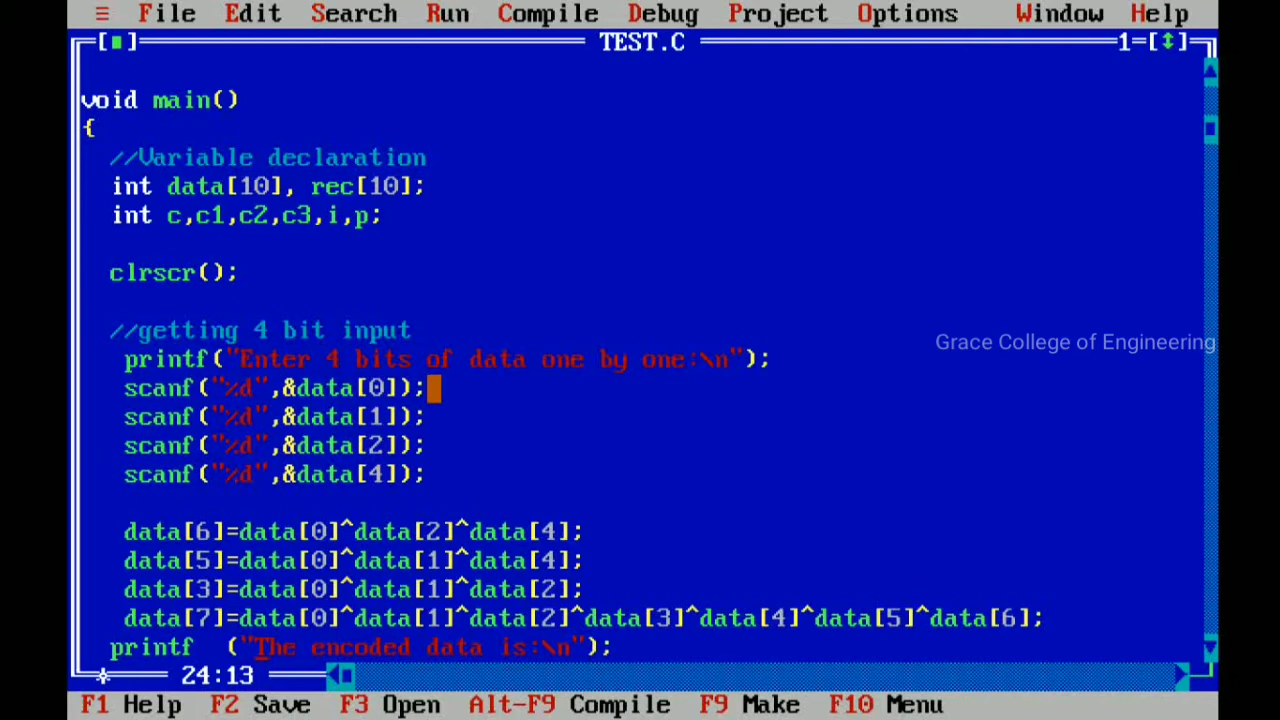 ≡ File Edit Search Run Compile Debug Project Options Window Help
[■] TEST.C 1=[↕]
void main()
{
//Variable declaration
int data[10], rec[10];
int c,c1,c2,c3,i,p;
clrscr();
//getting 4 bit input
printf("Enter 4 bits of data one by one:\n");
Grace College of Engineering
scanf("%d",&data[0]);
scanf("%d",&data[1]);
scanf("%d",&data[2]);
scanf("%d",&data[4]);
data[6]=data[0]^data[2]^data[4];
data[5]=data[0]^data[1]^data[4];
data[3]=data[0]^data[1]^data[2];
data[7]=data[0]^data[1]^data[2]^data[3]^data[4]^data[5]^data[6];
printf  ("The encoded data is:\n");
24:13
F1 Help F2 Save F3 Open Alt-F9 Compile F9 Make F10 Menu